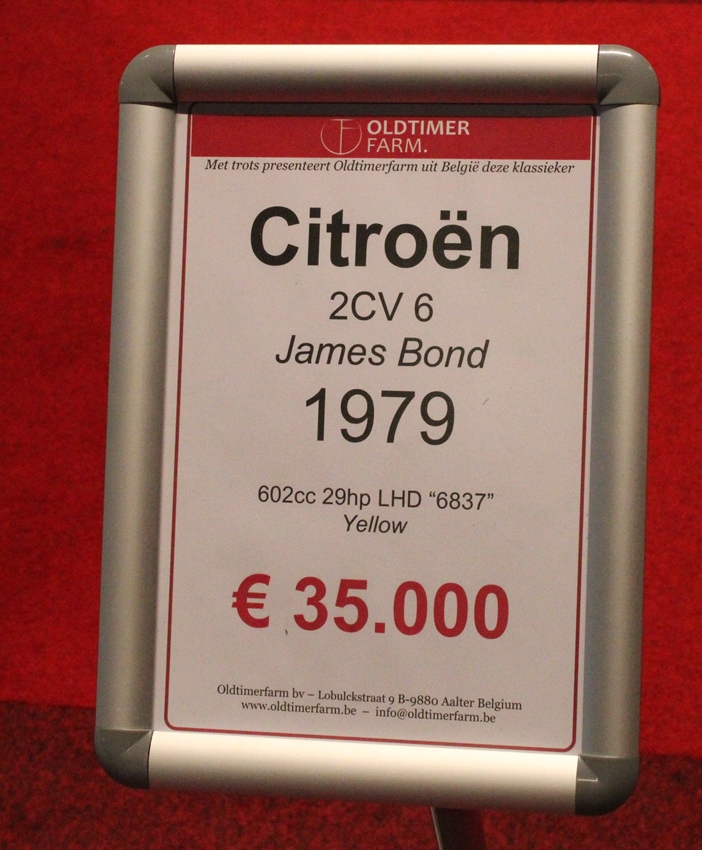 OLDTIMER
FARM.
Met trots presenteert Oldtimerfarm uit België deze klassieker
Citroën
2CV 6
James Bond
1979
602cc 29hp LHD “6837”
Yellow
€ 35.000
Oldtimerfarm bv – Lobulckstraat 9 B-9880 Aalter Belgium
www.oldtimerfarm.be – info@oldtimerfarm.be